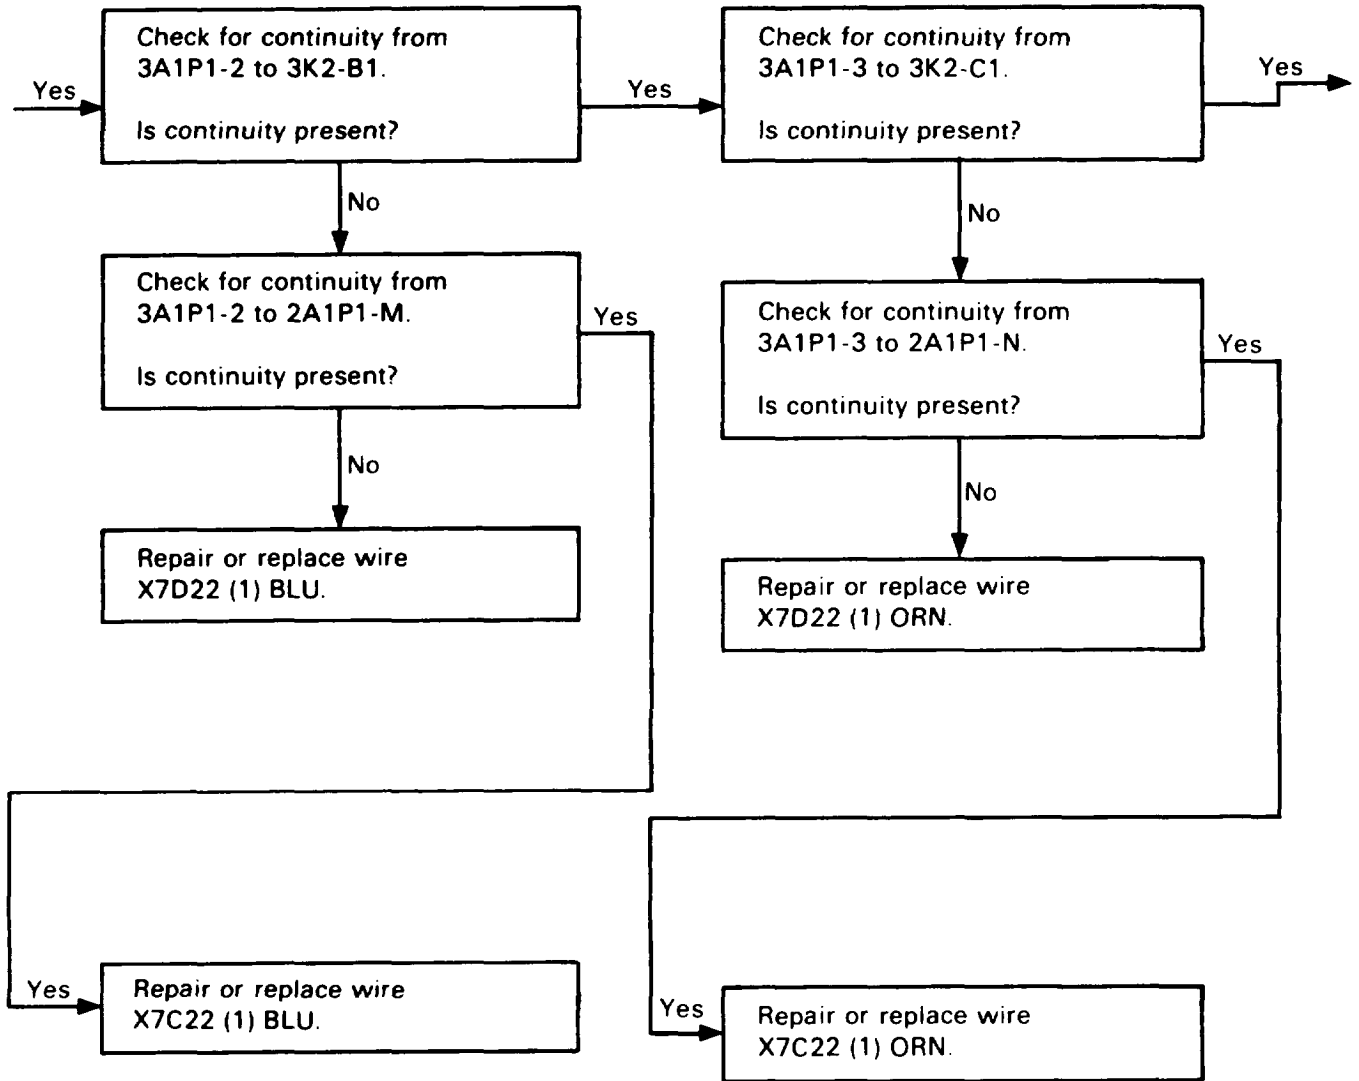 Yes
Check for continuity from
3A1P1-2 to 3K2-B1.
Is continuity present?
Yes
Check for continuity from
3A1P1-3 to 3K2-C1.
Is continuity present?
Yes
No
No
Check for continuity from
3A1P1-2 to 2A1P1-M.
Is continuity present?
Yes
Check for continuity from
3A1P1-3 to 2A1P1-N.
Is continuity present?
Yes
No
No
Repair or replace wire
X7D22 (1) BLU.
Repair or replace wire
X7D22 (1) ORN.
Yes
Repair or replace wire
X7C22 (1) BLU.
Yes
Repair or replace wire
X7C22 (1) ORN.